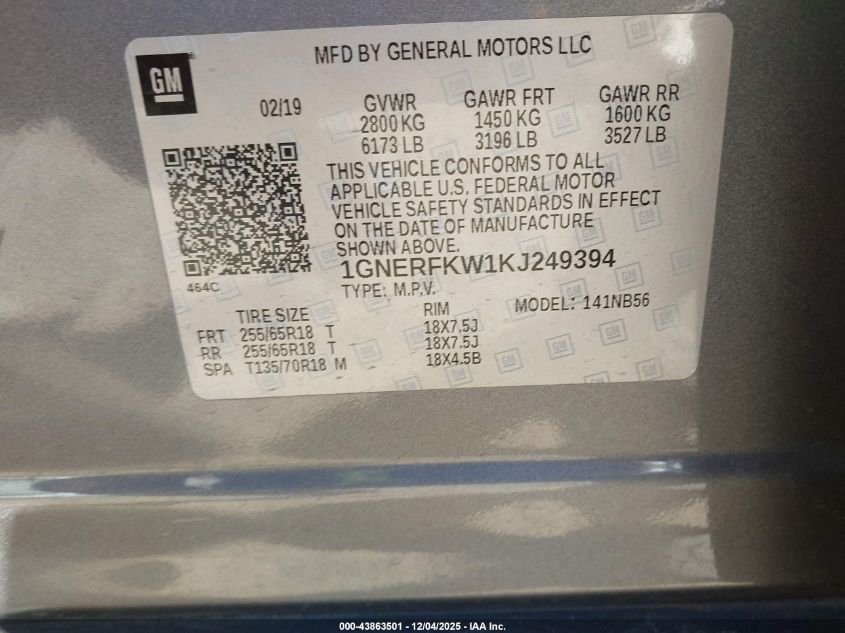 MFD BY GENERAL MOTORS LLC
GM
02/19 GVWR GAWR FRT GAWR RR
2800 KG 1450 KG 1600 KG
6173 LB 3196 LB 3527 LB
THIS VEHICLE CONFORMS TO ALL
APPLICABLE U.S. FEDERAL MOTOR
VEHICLE SAFETY STANDARDS IN EFFECT
ON THE DATE OF MANUFACTURE
SHOWN ABOVE.
464C
1GNERFKW1KJ249394
TYPE: M.P.V. MODEL: 141NB56
TIRE SIZE RIM
FRT 255/65R18 T 18X7.5J
RR 255/65R18 T 18X7.5J
SPA T135/70R18 M 18X4.5B
000-43863501 - 12/04/2025 - IAA Inc.